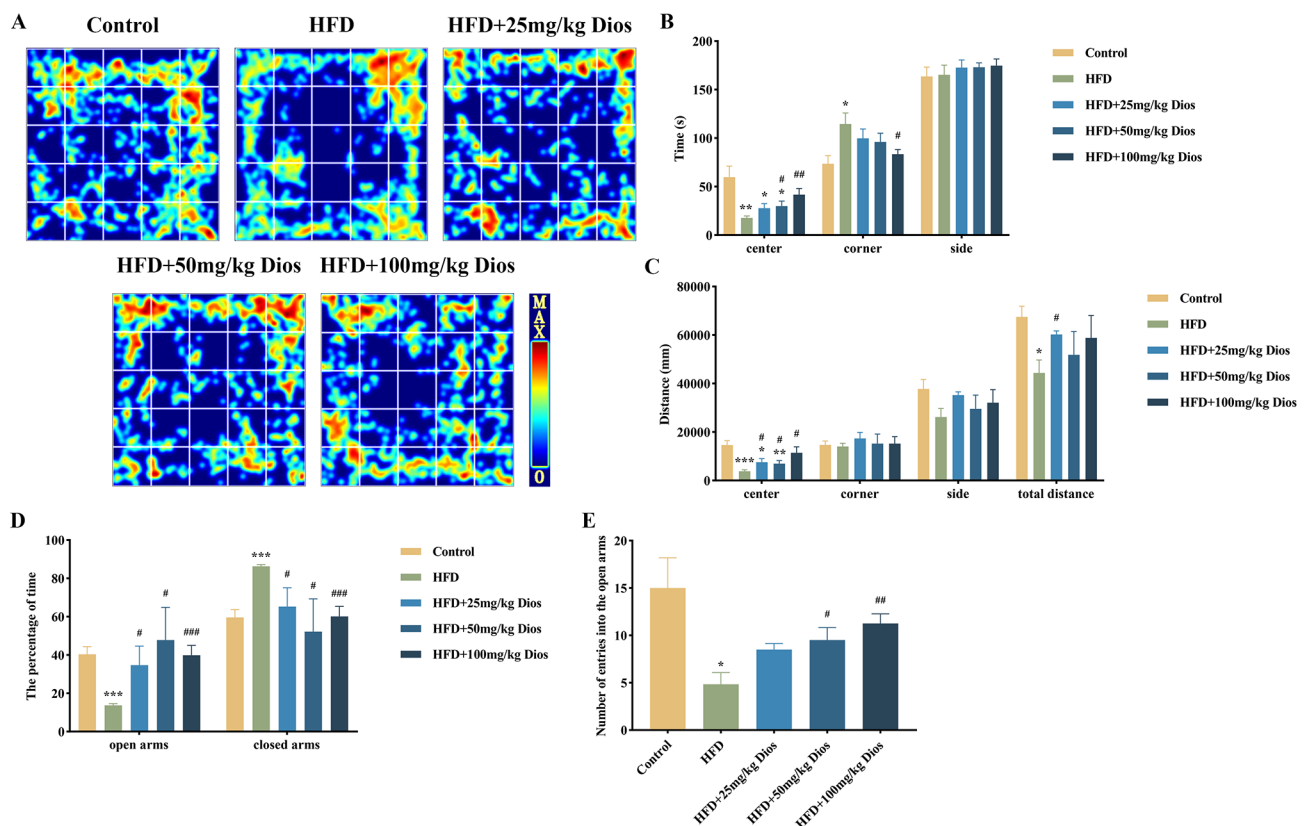 A
Control
HFD
HFD+25mg/kg Dios
HFD+50mg/kg Dios
HFD+100mg/kg Dios
MAX
0
B
Time (s)
200
150
100
50
0
**
*
#
*
##
*
#
center
corner
side
Control
HFD
HFD+25mg/kg Dios
HFD+50mg/kg Dios
HFD+100mg/kg Dios
C
Distance (mm)
80000
60000
40000
20000
0
***
#
*
#
**
#
*
#
center
corner
side
total distance
Control
HFD
HFD+25mg/kg Dios
HFD+50mg/kg Dios
HFD+100mg/kg Dios
D
The percentage of time
100
80
60
40
20
0
***
#
#
###
***
#
#
###
open arms
closed arms
Control
HFD
HFD+25mg/kg Dios
HFD+50mg/kg Dios
HFD+100mg/kg Dios
E
Number of entries into the open arms
20
15
10
5
0
*
#
##
Control
HFD
HFD+25mg/kg Dios
HFD+50mg/kg Dios
HFD+100mg/kg Dios